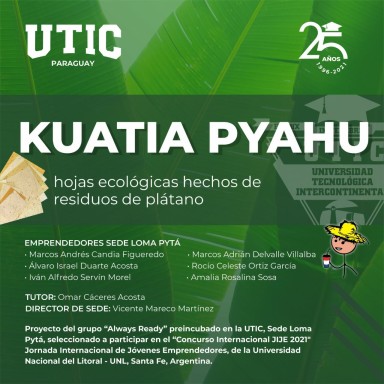 UTIC
PARAGUAY
25
AÑOS
1996-2021
KUATIA PYAHU
UTIC
UNIVERSIDAD
TECNOLÓGICA
INTERCONTINENTAL
hojas ecológicas hechos de
residuos de plátano
EMPRENDEDORES SEDE LOMA PYTÁ
• Marcos Andrés Candia Figueredo
• Álvaro Israel Duarte Acosta
• Iván Alfredo Servin Morel
• Marcos Adrián Delvalle Villalba
• Rocío Celeste Ortiz García
• Amalia Rosalina Sosa
TUTOR: Omar Cáceres Acosta
DIRECTOR DE SEDE: Vicente Mareco Martínez
Proyecto del grupo “Always Ready” preincubado en la UTIC, Sede Loma
Pytá, seleccionado a participar en el “Concurso Internacional JIJE 2021"
Jornada Internacional de Jóvenes Emprendedores, de la Universidad
Nacional del Litoral - UNL, Santa Fe, Argentina.